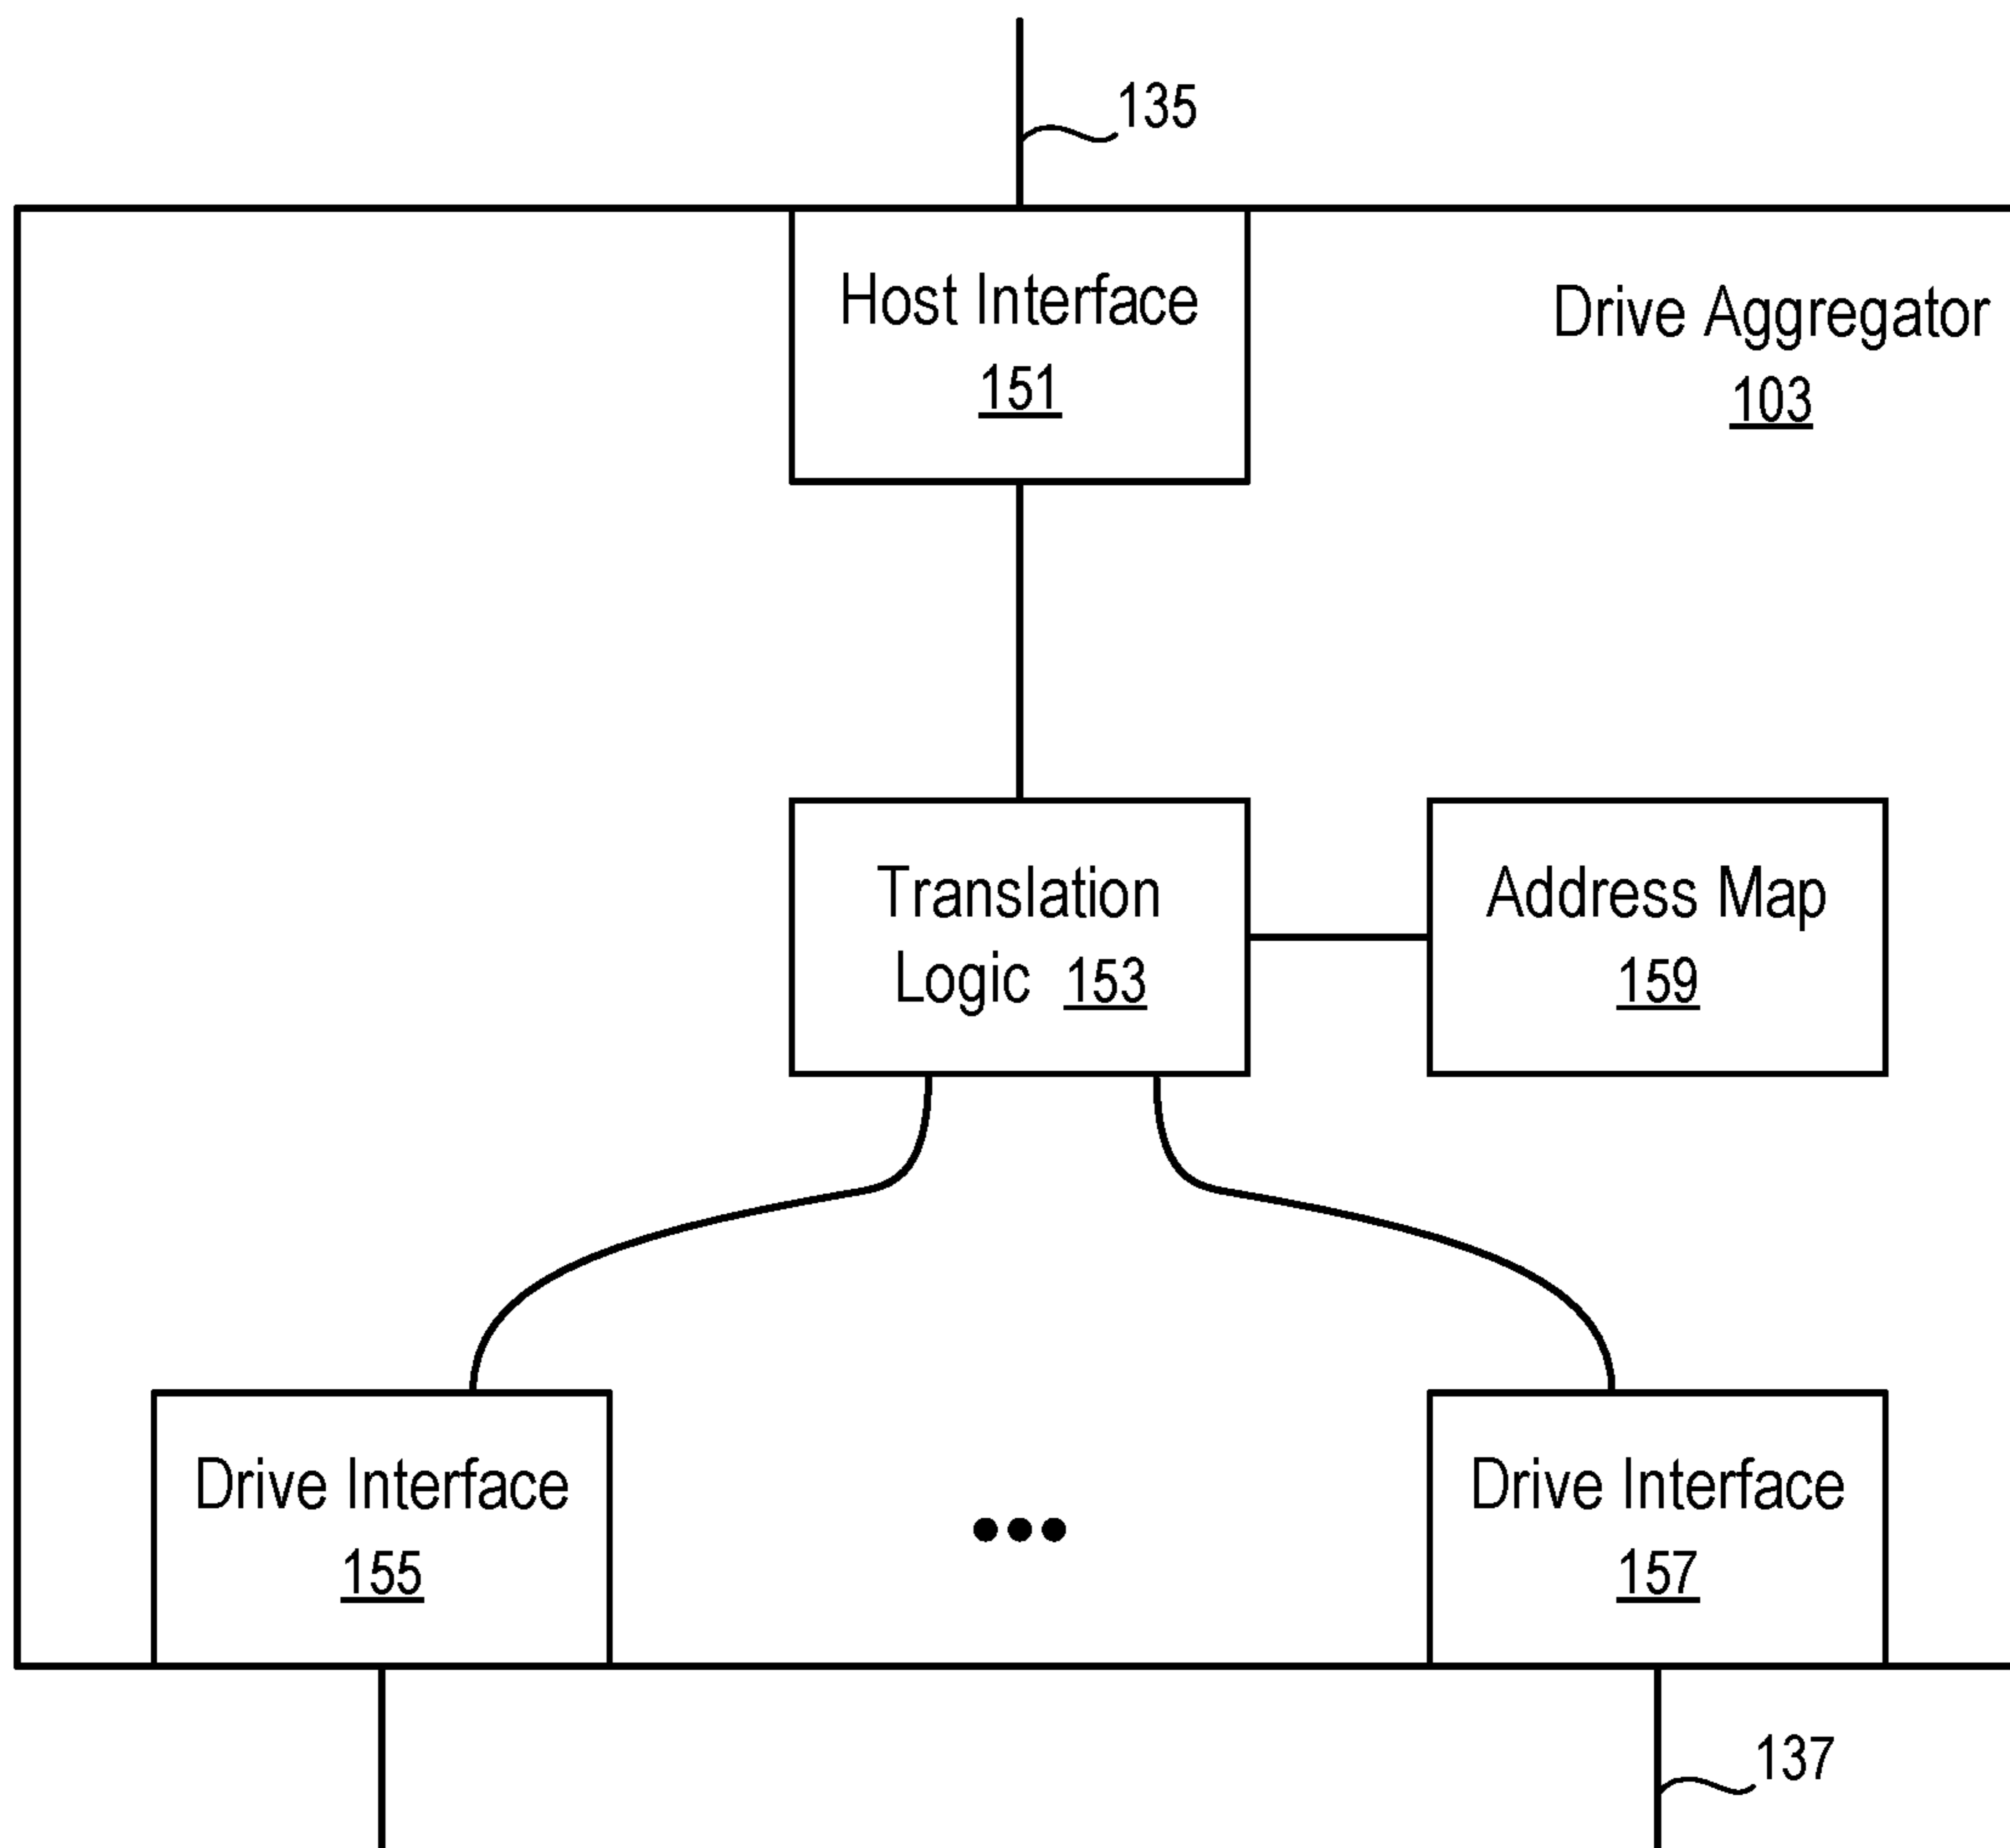 135
Host Interface
151
Drive Aggregator
103
Translation
Logic 153
Address Map
159
Drive Interface
155
Drive Interface
157
137